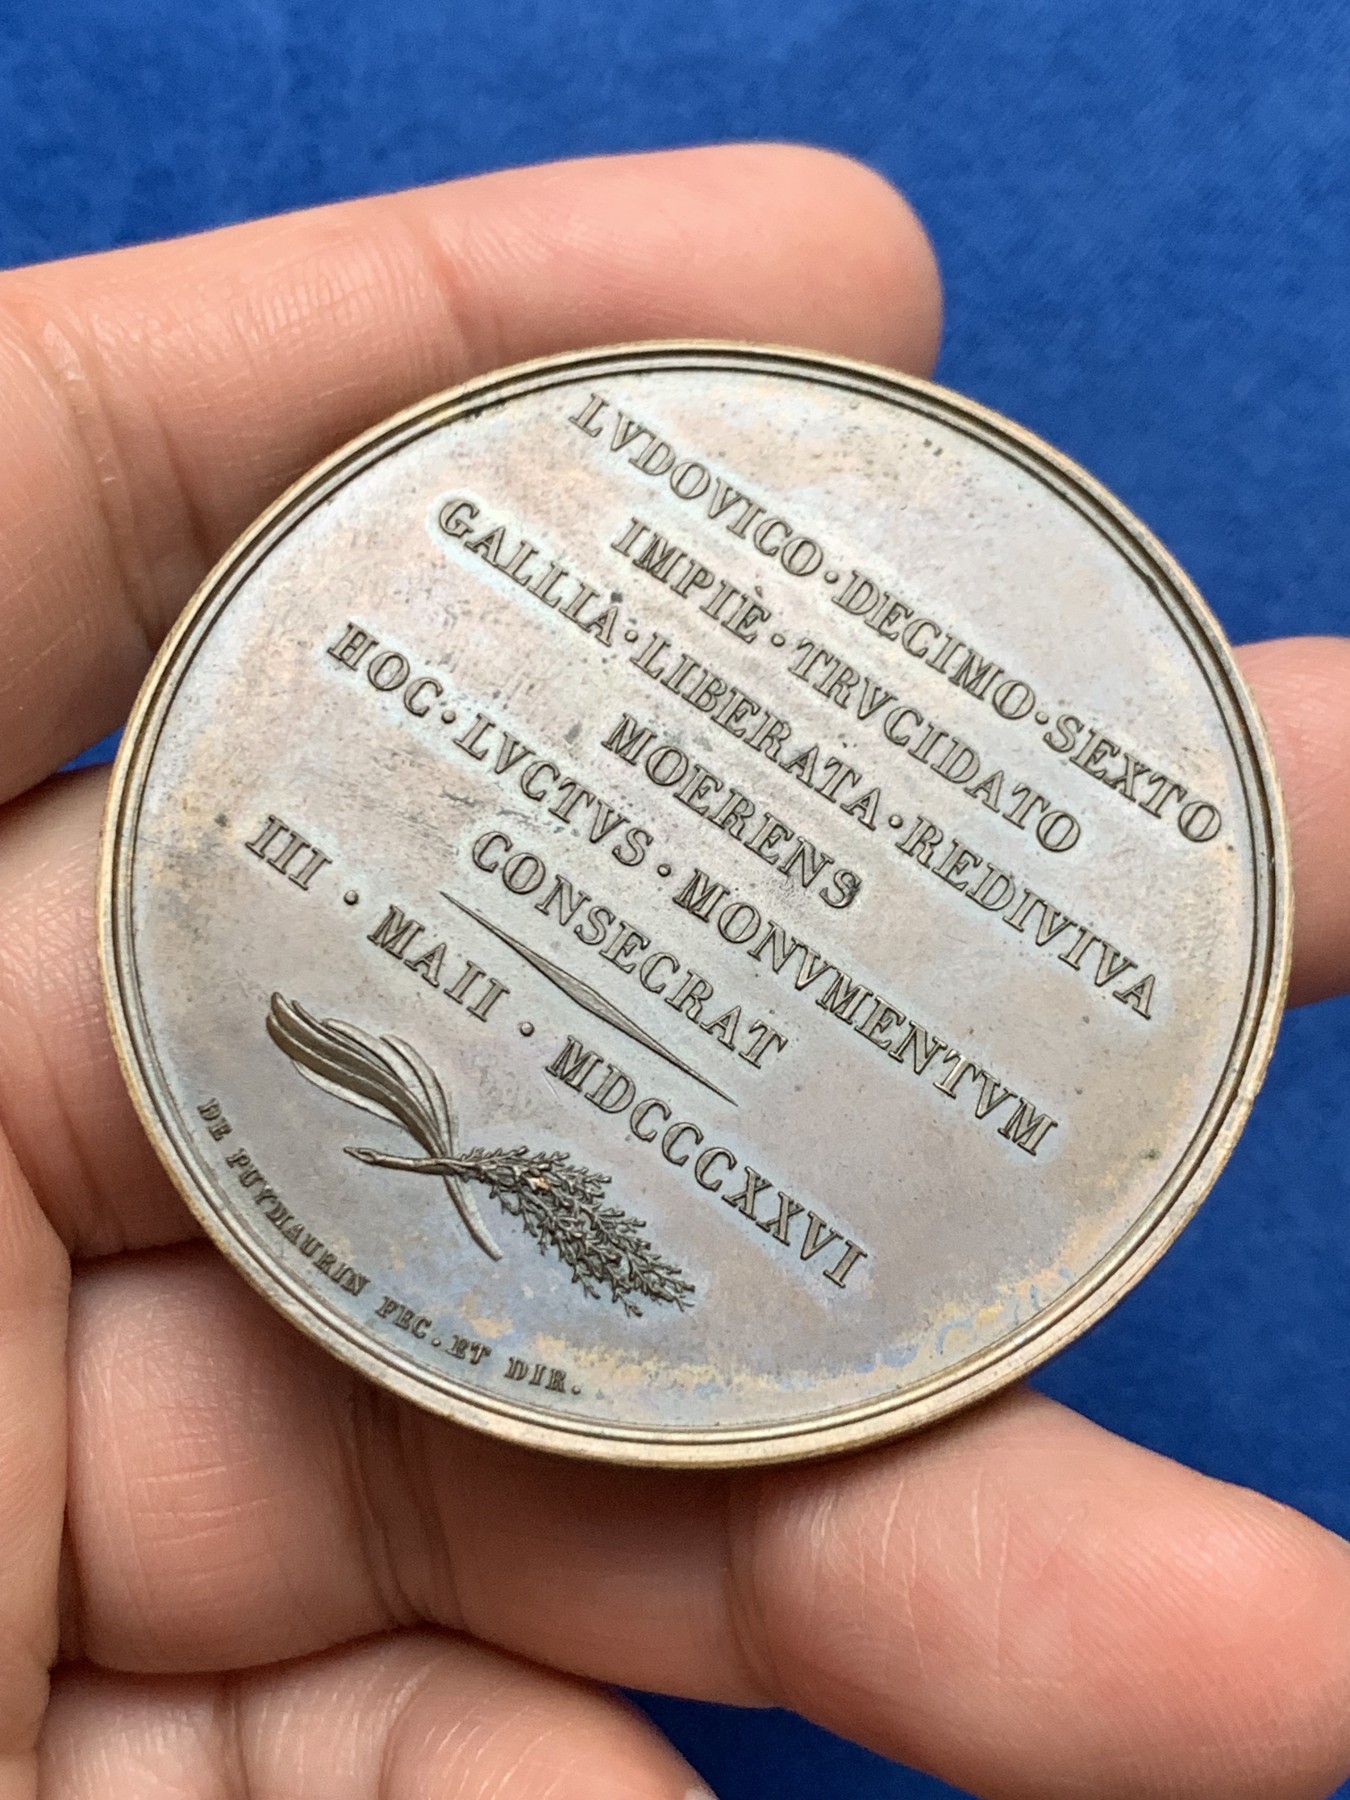 LVDOVICO·DECIMO·SEXTO
IMPIÈ·TRVCIDATO
GALLIA·LIBERATA·REDIVIVA
MOERENS
HOC·LVCTVS·MONVMENTVM
CONSECRAT
III·MAII·MDCCCXXVI
DE PUYMAURIN FEC. ET DIR.